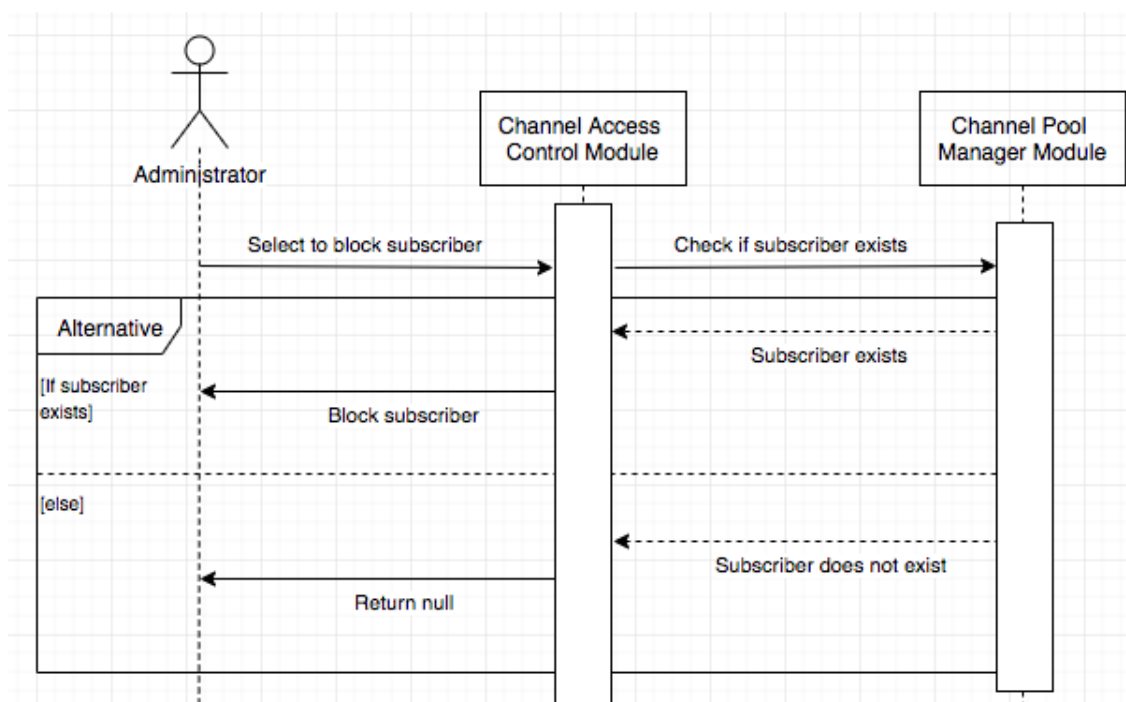 Administrator
Channel Access
Control Module
Channel Pool
Manager Module
Select to block subscriber
Check if subscriber exists
Alternative
Subscriber exists
[If subscriber
exists]
Block subscriber
[else]
Subscriber does not exist
Return null